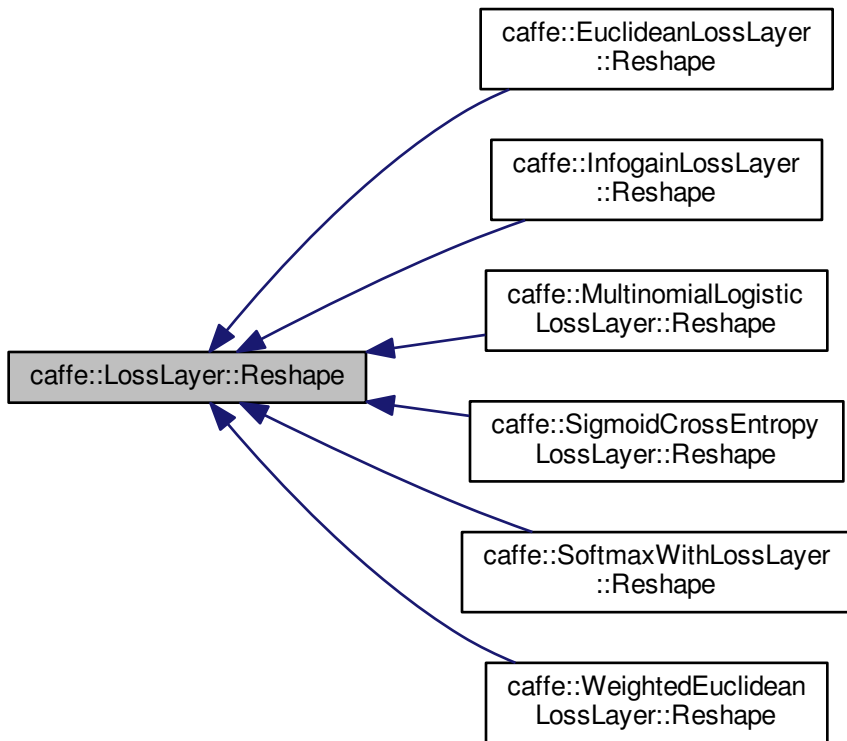 caffe::EuclideanLossLayer
::Reshape
caffe::InfogainLossLayer
::Reshape
caffe::MultinomialLogistic
LossLayer::Reshape
caffe::LossLayer::Reshape
caffe::SigmoidCrossEntropy
LossLayer::Reshape
caffe::SoftmaxWithLossLayer
::Reshape
caffe::WeightedEuclidean
LossLayer::Reshape